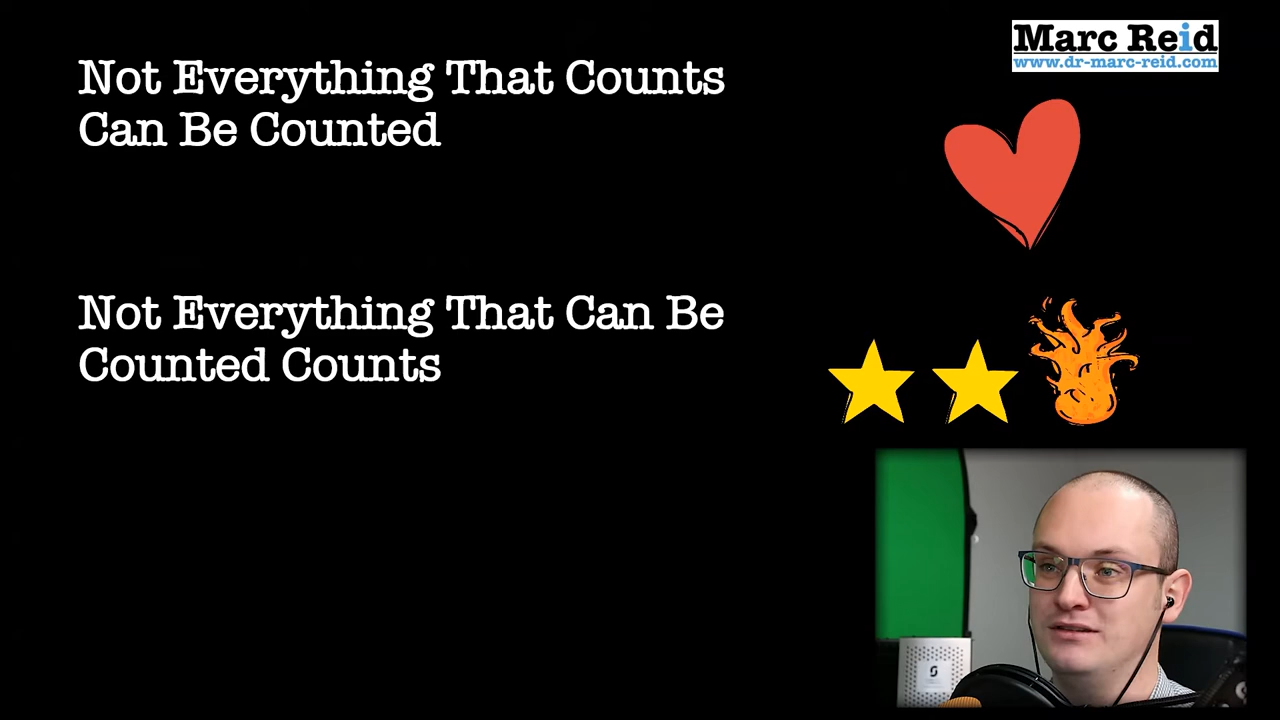 Marc Reid
www.dr-marc-reid.com
Not Everything That Counts
Can Be Counted
Not Everything That Can Be
Counted Counts